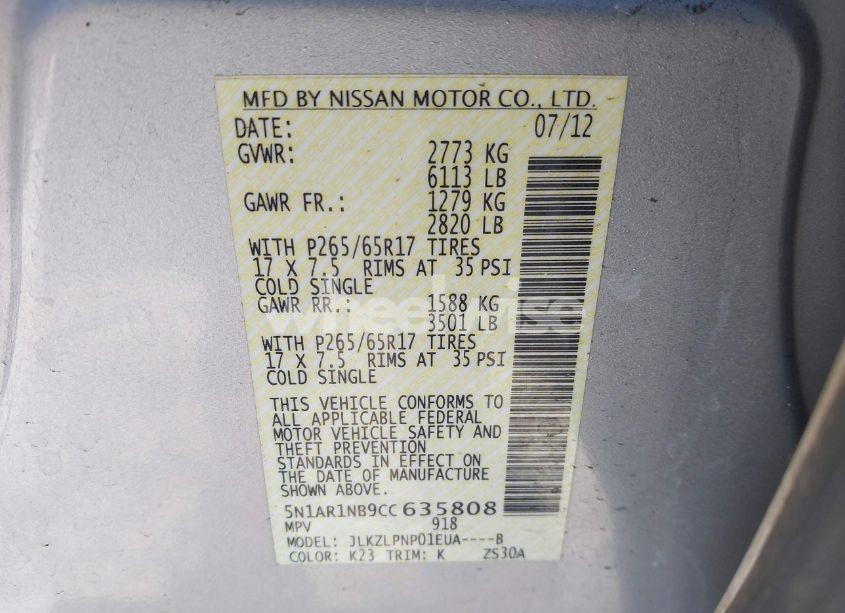 MFD BY NISSAN MOTOR CO., LTD.
DATE: 07/12
GVWR: 2773 KG
6113 LB
GAWR FR.: 1279 KG
2820 LB
WITH P265/65R17 TIRES
17 X 7.5 RIMS AT 35 PSI
COLD SINGLE
GAWR RR.: 1588 KG
3501 LB
WITH P265/65R17 TIRES
17 X 7.5 RIMS AT 35 PSI
COLD SINGLE
THIS VEHICLE CONFORMS TO
ALL APPLICABLE FEDERAL
MOTOR VEHICLE SAFETY AND
THEFT PREVENTION
STANDARDS IN EFFECT ON
THE DATE OF MANUFACTURE
SHOWN ABOVE.
5N1AR1NB9CC 635808
MPV 918
MODEL: JLKZLPNP01EUA----B
COLOR: K23 TRIM: K ZS30A
wheelwise